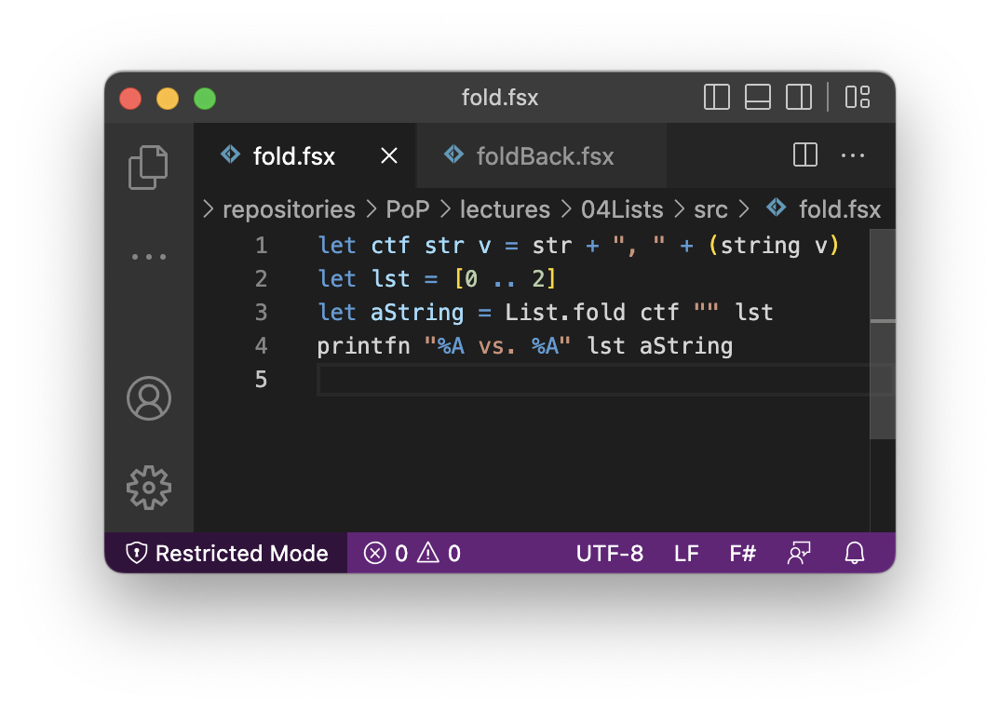 fold.fsx
fold.fsx foldBack.fsx
repositories > PoP > lectures > 04Lists > src > fold.fsx
1 let ctf str v = str + ", " + (string v)
2 let lst = [0 .. 2]
3 let aString = List.fold ctf "" lst
4 printfn "%A vs. %A" lst aString
5
Restricted Mode 0 0 UTF-8 LF F#